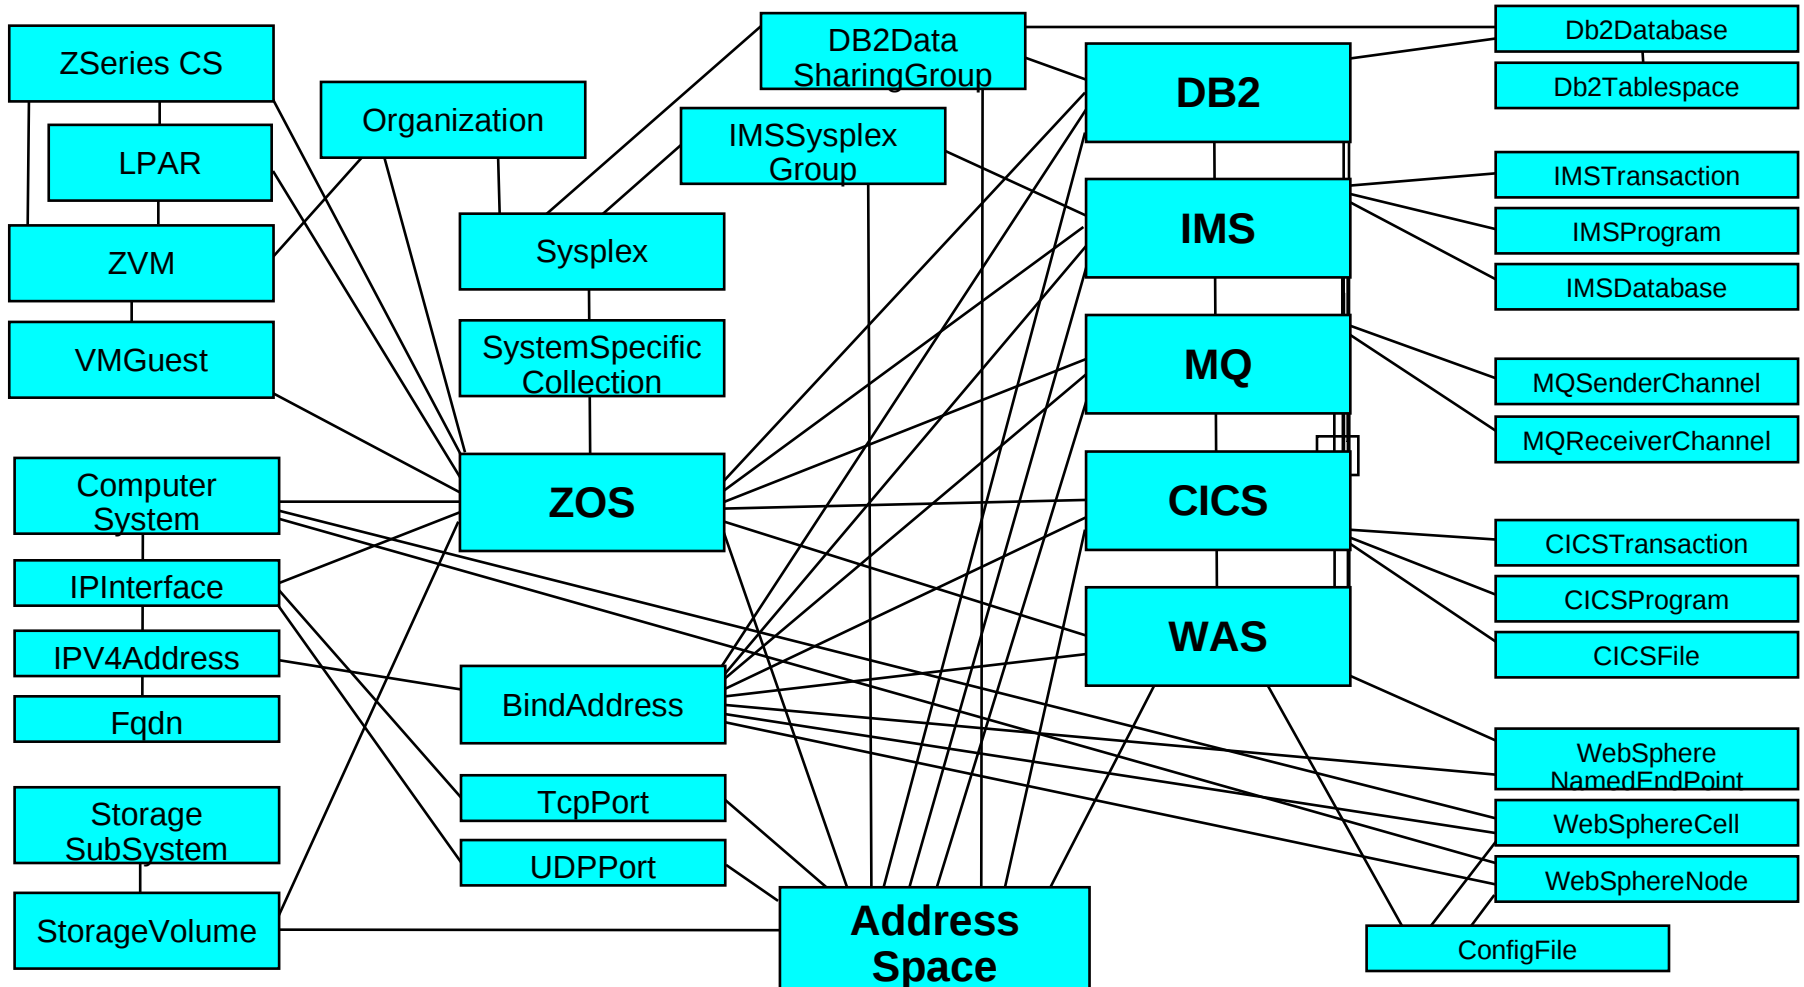 ZSeries CS
LPAR
ZVM
VMGuest
Organization
DB2Data
SharingGroup
IMSSysplex
Group
Sysplex
SystemSpecific
Collection
ZOS
Computer
System
IPInterface
IPV4Address
Fqdn
Storage
SubSystem
StorageVolume
BindAddress
TcpPort
UDPPort
Address
Space
DB2
IMS
MQ
CICS
WAS
Db2Database
Db2Tablespace
IMSTransaction
IMSProgram
IMSDatabase
MQSenderChannel
MQReceiverChannel
CICSTransaction
CICSProgram
CICSFile
WebSphere
NamedEndPoint
WebSphereCell
WebSphereNode
ConfigFile